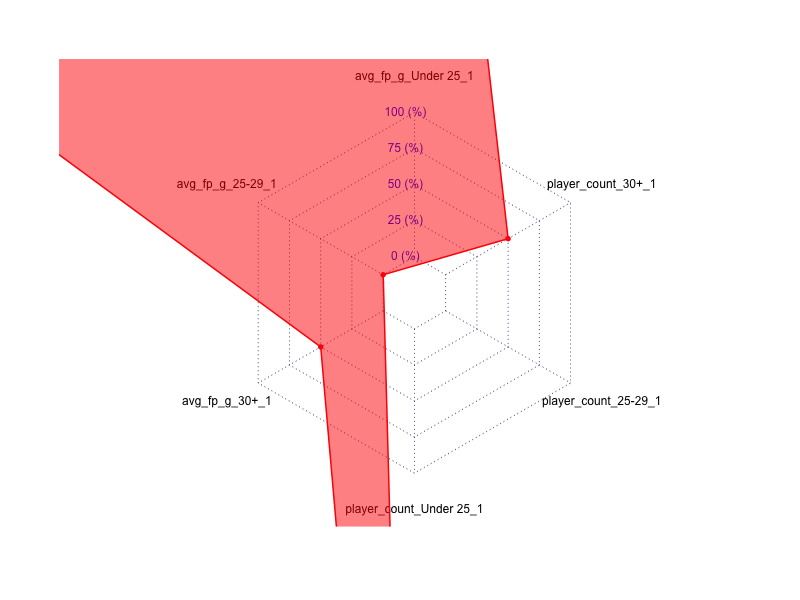 avg_fp_g_Under 25_1
100 (%)
75 (%)
avg_fp_g_25-29_1
50 (%)
player_count_30+_1
25 (%)
0 (%)
avg_fp_g_30+_1
player_count_25-29_1
player_count_Under 25_1